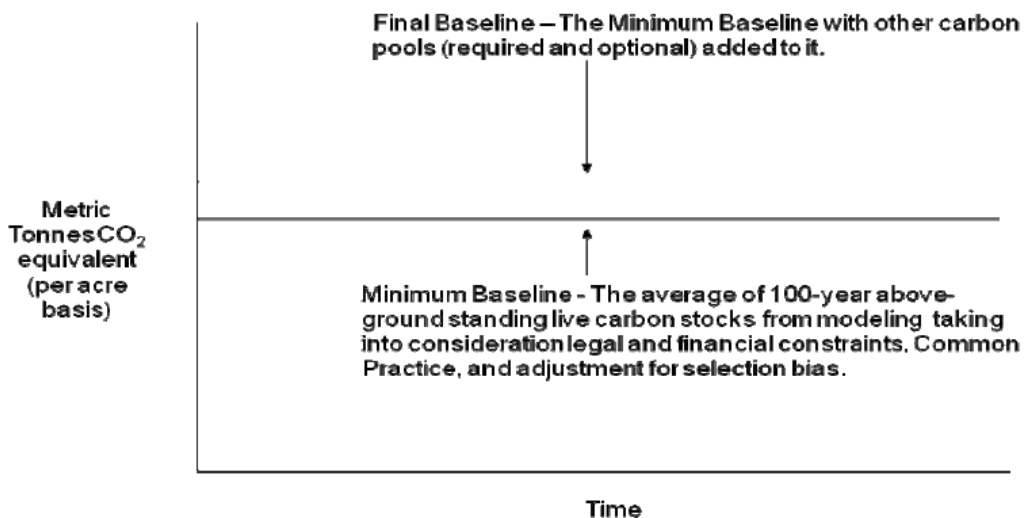 Final Baseline – The Minimum Baseline with other carbon
pools (required and optional) added to it.
Metric
TonnesCO₂
equivalent
(per acre
basis)
Minimum Baseline - The average of 100-year above-
ground standing live carbon stocks from modeling taking
into consideration legal and financial constraints, Common
Practice, and adjustment for selection bias.
Time